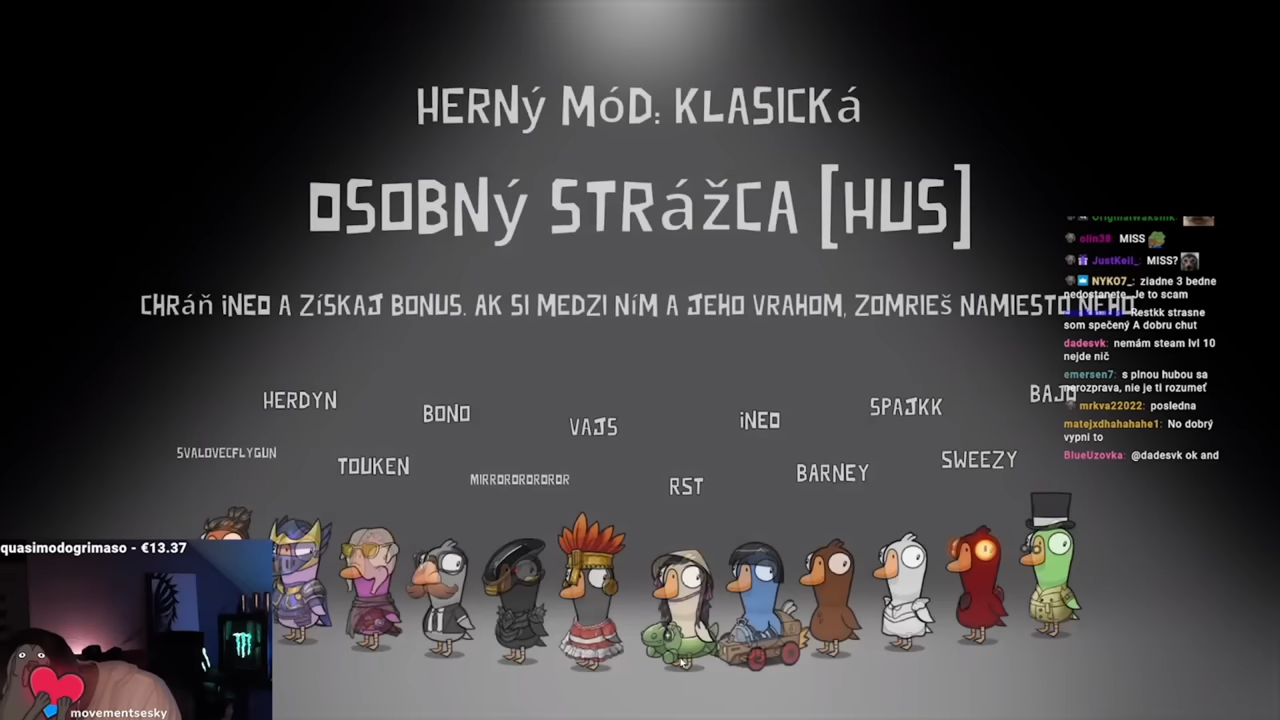 HERNý MóD: KLASICKá
OSOBNý STRážCA [HUS]
CHRáň iNEO A ZíSKAJ BONUS. AK SI MEDZI NíM A JEHO VRAHOM, ZOMRIEš NAMIESTO NEHO
HERDYN
BONO
VAJS
iNEO
SPAJKK
BAJO
SVALOVECFLYGUN
TOUKEN
MIRROROROROROR
RST
BARNEY
SWEEZY
olin38: MISS
JustKeil_: MISS?
NYKO7_: ziadne 3 bedne
nedostanete. Je to scam
Restkk strasne
som spečený A dobru chut
dadesvk: nemám steam lvl 10
nejde nič
emersen7: s plnou hubou sa
nerozprava, nie je ti rozumeť
mrkva22022: posledna
matejxdhahahahe1: No dobrý
vypni to
BlueUzovka: @dadesvk ok and
quasimodogrimaso - €13.37
movementsesky